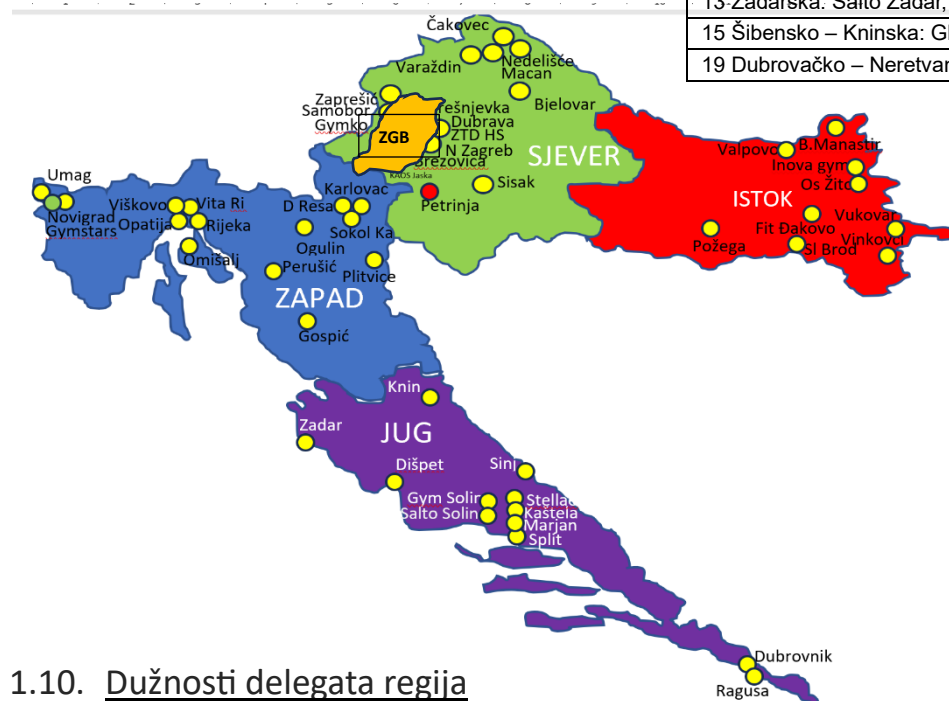 13 Zadarska: Salto Zadar,
15 Šibensko – Kninska:
19 Dubrovačko – Neretvan
Čakovec
Varaždin
Nedelišće
Macan
Zaprešić
Samobor
Gymko
ZGB
Trešnjevka
Dubrava
ZTD HS
N Zagreb
Brezovica
KAOS Jaska
Bjelovar
SJEVER
Sisak
Petrinja
Valpovo
B.Manastir
Inova gym
Os Žito
ISTOK
Vukovar
Fit Đakovo
Vinkovci
Požega
Sl Brod
Umag
Novigrad
Gymstars
Viškovo
Vita Ri
Opatija
Rijeka
Omišalj
Karlovac
D Resa
Sokol Ka
Ogulin
Plitvice
Perušić
ZAPAD
Gospić
Knin
JUG
Zadar
Dišpet
Sinj
Gym Solin
Salto Solin
Kaštela
Marjan
Split
Dubrovnik
Ragusa
1.10. Dužnosti delegata regija